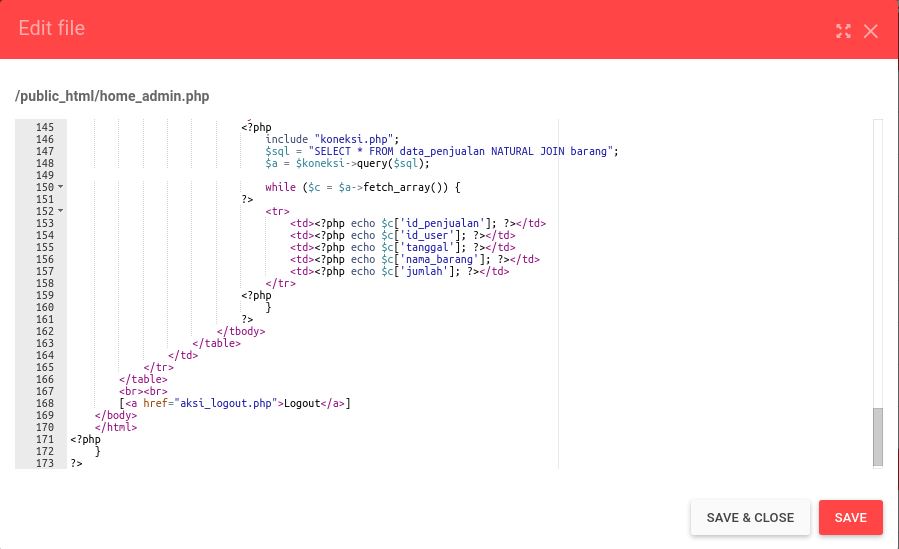 Edit file
/public_html/home_admin.php
145 <?php
146 include "koneksi.php";
147 $sql = "SELECT * FROM data_penjualan NATURAL JOIN barang";
148 $a = $koneksi->query($sql);
149
150 while ($c = $a->fetch_array()) {
151 ?>
152 <tr>
153 <td><?php echo $c['id_penjualan']; ?></td>
154 <td><?php echo $c['id_user']; ?></td>
155 <td><?php echo $c['tanggal']; ?></td>
156 <td><?php echo $c['nama_barang']; ?></td>
157 <td><?php echo $c['jumlah']; ?></td>
158 </tr>
159 <?php
160 }
161 ?>
162 </tbody>
163 </table>
164 </td>
165 </tr>
166 </table>
167 <br><br>
168 [<a href="aksi_logout.php">Logout</a>]
169 </body>
170 </html>
171 <?php
172 }
173 ?>
SAVE & CLOSE
SAVE